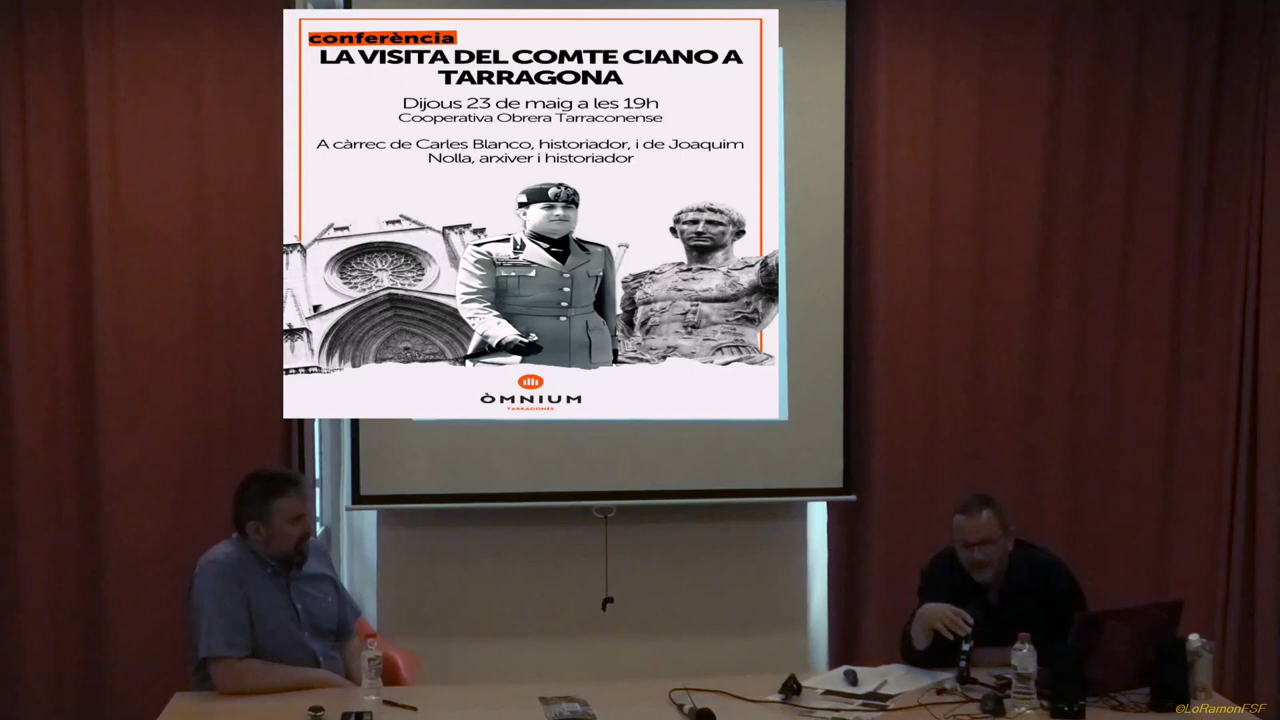 conferència
LA VISITA DEL COMTE CIANO A
TARRAGONA
Dijous 23 de maig a les 19h
Cooperativa Obrera Tarraconense
A càrrec de Carles Blanco, historiador, i de Joaquim
Nolla, arxiver i historiador
ÒMNIUM
TARRAGONÈS
©LoRamonFSF